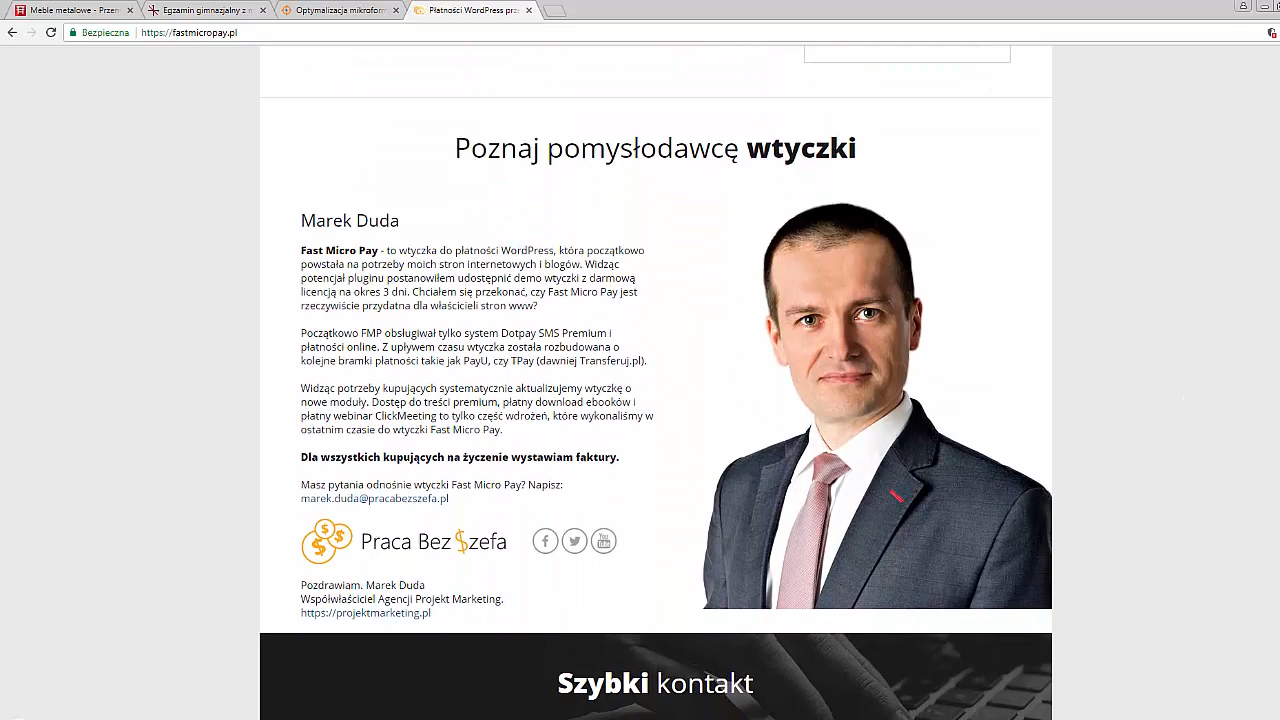 Meble metalowe - Przem
Egzamin gimnazjalny z m
Optymalizacja mikroform
Płatności WordPress prze
Bezpieczna
https://fastmicropay.pl
Poznaj pomysłodawcę wtyczki
Marek Duda
Fast Micro Pay - to wtyczka do płatności WordPress, która początkowo
powstała na potrzeby moich stron internetowych i blogów. Widząc
potencjał pluginu postanowiłem udostępnić demo wtyczki z darmową
licencją na okres 3 dni. Chciałem się przekonać, czy Fast Micro Pay jest
rzeczywiście przydatna dla właścicieli stron www?
Początkowo FMP obsługiwał tylko system Dotpay SMS Premium i
płatności online. Z upływem czasu wtyczka została rozbudowana o
kolejne bramki płatności takie jak PayU, czy TPay (dawniej Transferuj.pl).
Widząc potrzeby kupujących systematycznie aktualizujemy wtyczkę o
nowe moduły. Dostęp do treści premium, płatny download ebooków i
płatny webinar ClickMeeting to tylko część wdrożeń, które wykonaliśmy w
ostatnim czasie do wtyczki Fast Micro Pay.
Dla wszystkich kupujących na życzenie wystawiam faktury.
Masz pytania odnośnie wtyczki Fast Micro Pay? Napisz:
marek.duda@pracabezszefa.pl
Praca Bez $zefa
You Tube
Pozdrawiam. Marek Duda
Współwłaściciel Agencji Projekt Marketing.
https://projektmarketing.pl
Szybki kontakt